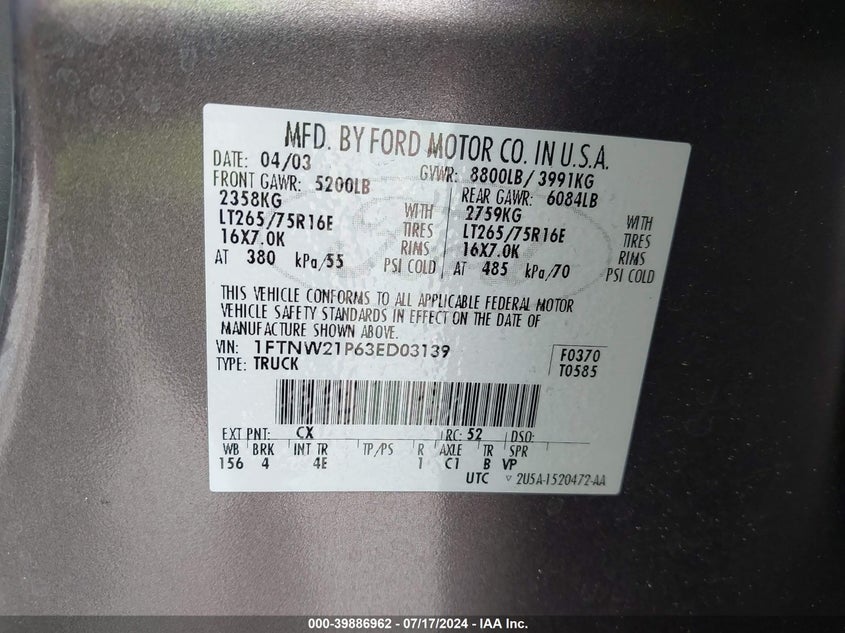 MFD. BY FORD MOTOR CO. IN U.S.A.
DATE: 04/03 GVWR: 8800LB/ 3991KG
FRONT GAWR: 5200LB REAR GAWR: 6084LB
2358KG WITH 2759KG WITH
LT265/75R16E TIRES LT265/75R16E TIRES
16X7.0K RIMS 16X7.0K RIMS
AT 380 kPa/55 PSI COLD AT 485 kPa/70 PSI COLD
THIS VEHICLE CONFORMS TO ALL APPLICABLE FEDERAL MOTOR
VEHICLE SAFETY STANDARDS IN EFFECT ON THE DATE OF
MANUFACTURE SHOWN ABOVE.
VIN: 1FTNW21P63ED03139 F0370
TYPE: TRUCK T0585
EXT PNT: CX RC: 52 DSO:
WB BRK INT TR TP/PS R AXLE TR SPR
156 4 4E 1 C1 B VP
UTC ▽ 2U5A-1520472-AA
000-39886962 - 07/17/2024 - IAA Inc.